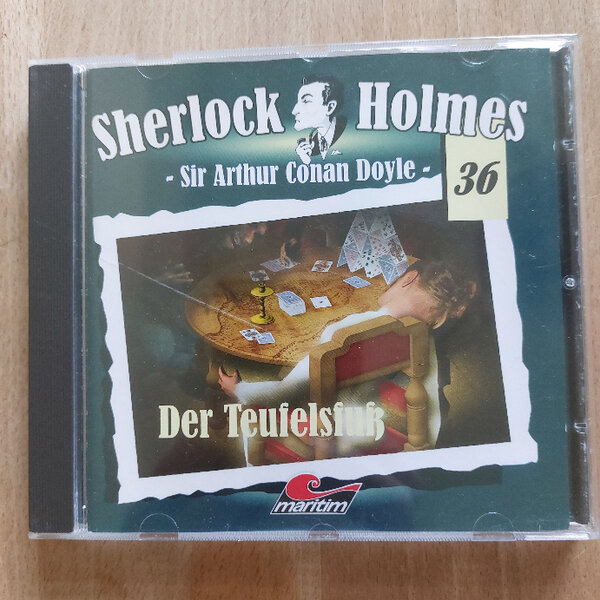 Sherlock Holmes
- Sir Arthur Conan Doyle -
36
Der Teufelsfuß
maritim